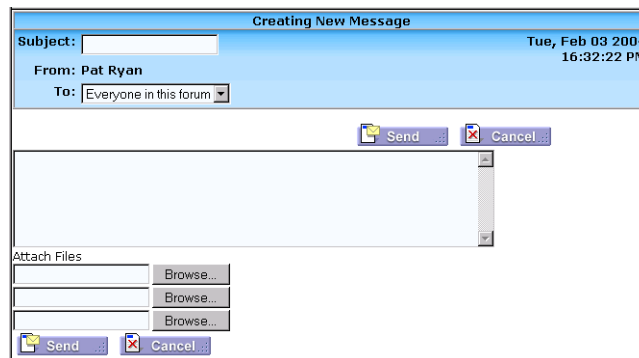 Creating New Message
Subject: Tue, Feb 03 200
16:32:22 PM
From: Pat Ryan
To: Everyone in this forum
Send Cancel
Attach Files
Browse...
Browse...
Browse...
Send Cancel